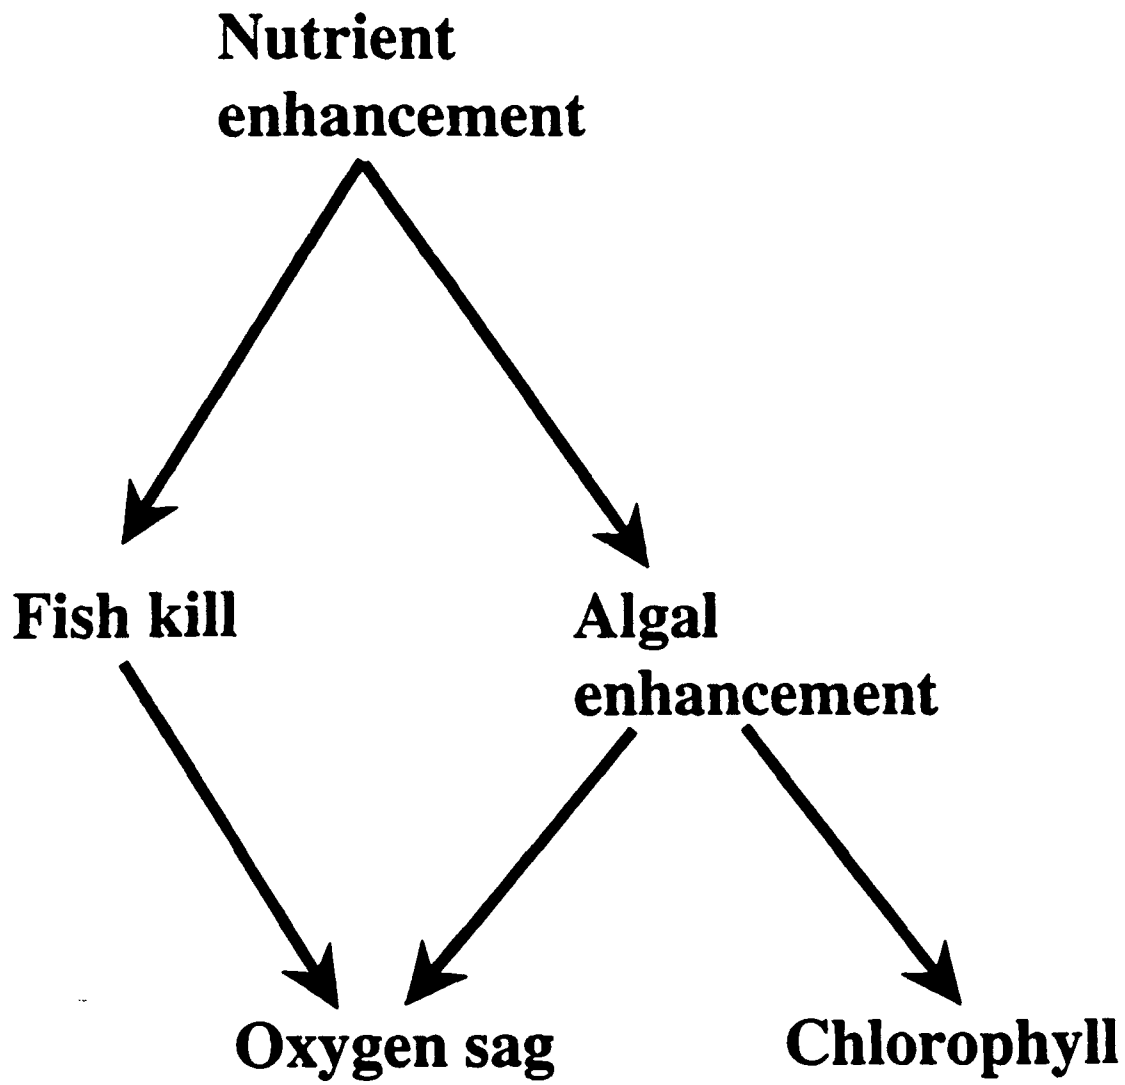 Nutrient
enhancement
Fish kill
Algal
enhancement
Oxygen sag
Chlorophyll